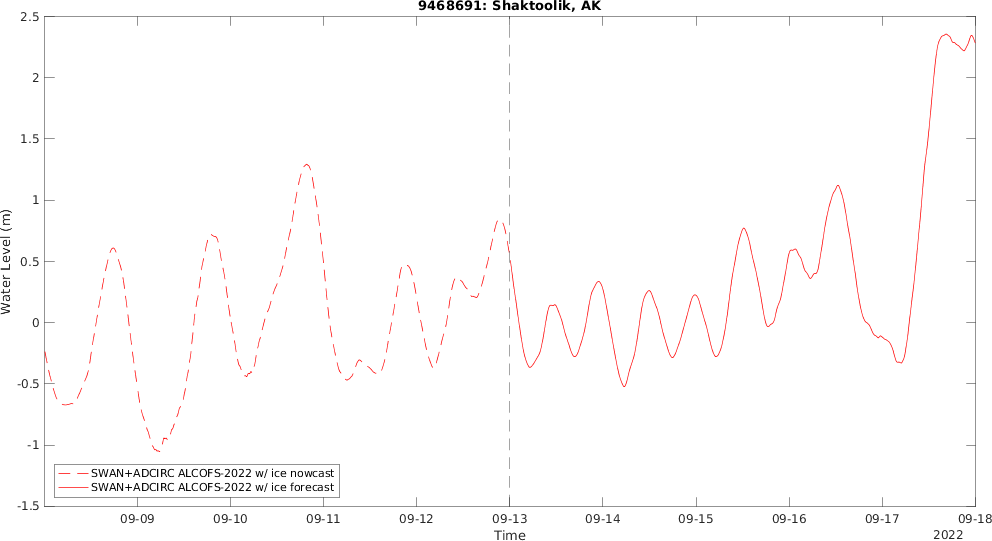 9468691: Shaktoolik, AK
2.5
2
1.5
1
0.5
0
-0.5
-1
-1.5
Water Level (m)
SWAN+ADCIRC ALCOFS-2022 w/ ice nowcast
SWAN+ADCIRC ALCOFS-2022 w/ ice forecast
09-09 09-10 09-11 09-12 09-13 09-14 09-15 09-16 09-17 09-18
Time
2022